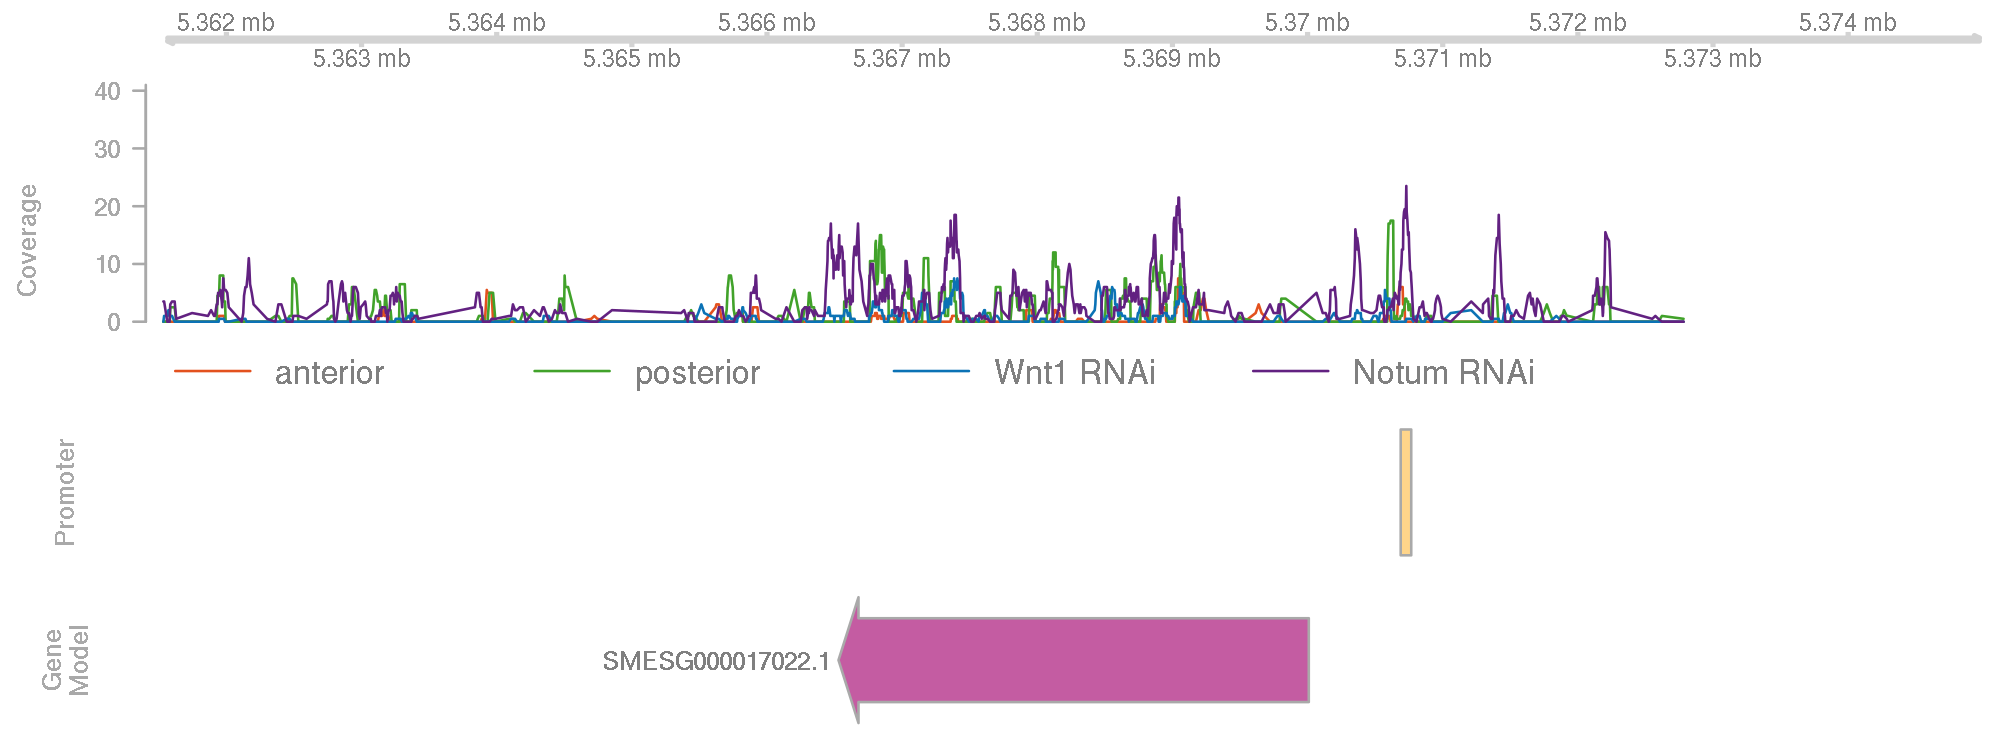 5.362 mb 5.364 mb 5.366 mb 5.368 mb 5.37 mb 5.372 mb 5.374 mb
5.363 mb 5.365 mb 5.367 mb 5.369 mb 5.371 mb 5.373 mb
40
30
20
10
0
Coverage
anterior posterior Wnt1 RNAi Notum RNAi
Promoter
Gene
Model
SMESG000017022.1